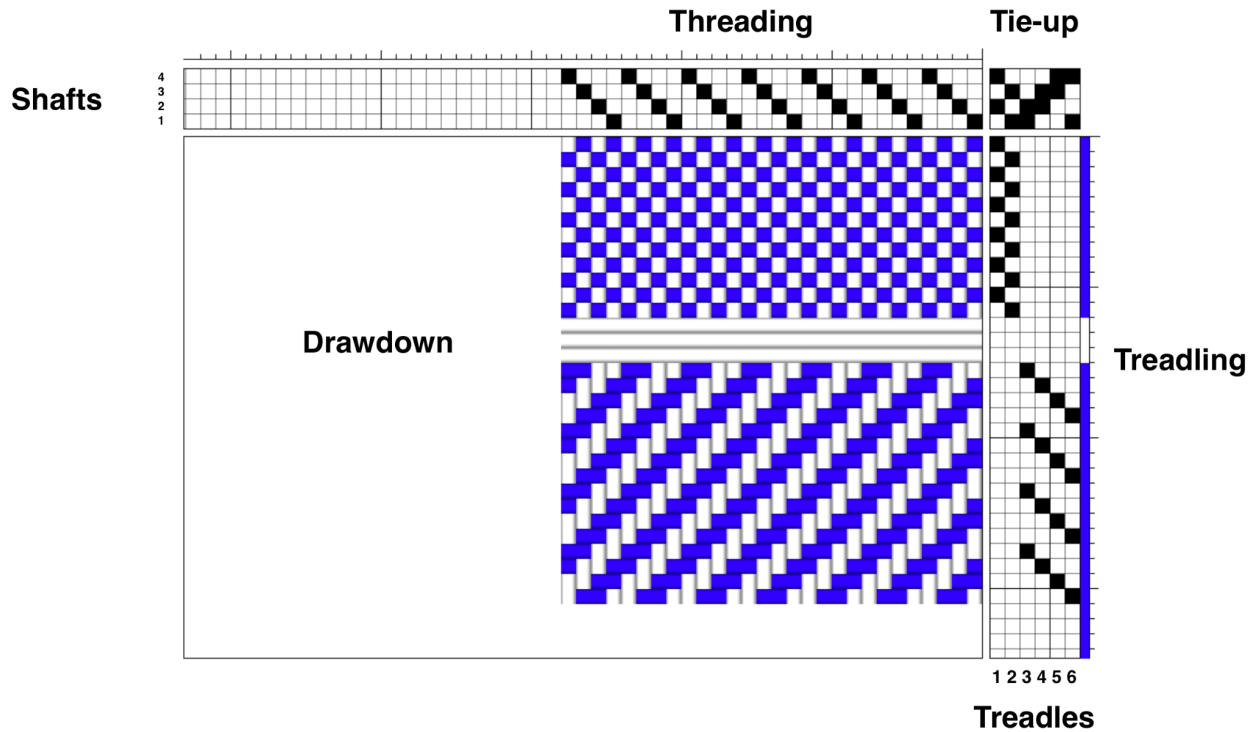 Threading
Tie-up
Shafts
4
3
2
1
Drawdown
Treadling
1 2 3 4 5 6
Treadles